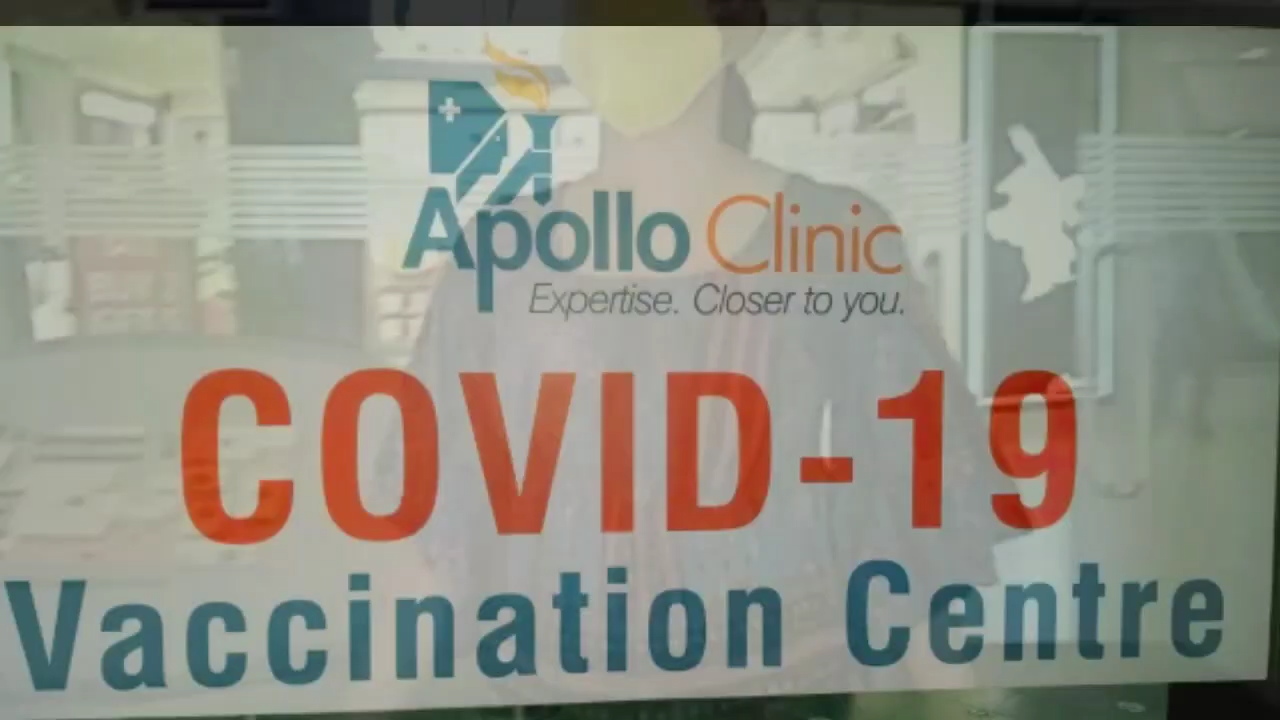 Apollo Clinic
Expertise. Closer to you.
COVID-19
Vaccination Centre